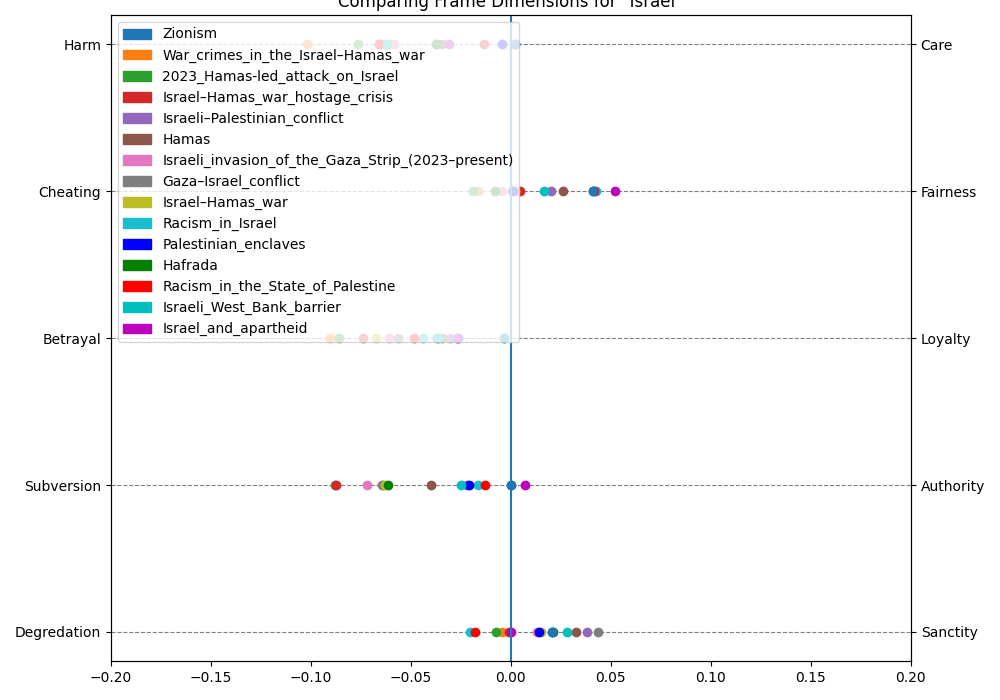 Comparing Frame Dimensions for "Israel"
Harm
Care
Zionism
War_crimes_in_the_Israel–Hamas_war
2023_Hamas-led_attack_on_Israel
Israel–Hamas_war_hostage_crisis
Israeli–Palestinian_conflict
Hamas
Israeli_invasion_of_the_Gaza_Strip_(2023–present)
Gaza–Israel_conflict
Israel–Hamas_war
Racism_in_Israel
Palestinian_enclaves
Hafrada
Racism_in_the_State_of_Palestine
Israeli_West_Bank_barrier
Israel_and_apartheid
Cheating
Fairness
Betrayal
Loyalty
Subversion
Authority
Degredation
Sanctity
−0.20 −0.15 −0.10 −0.05 0.00 0.05 0.10 0.15 0.20